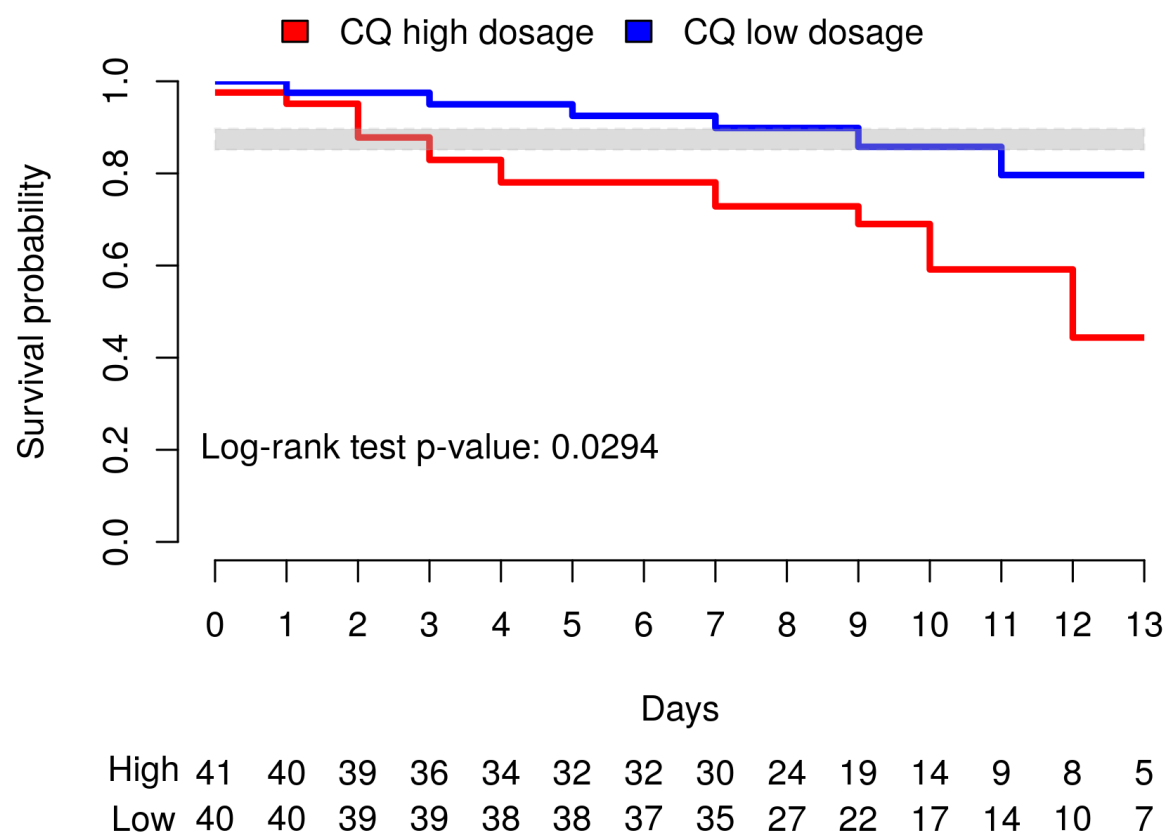 CQ high dosage CQ low dosage
Survival probability
1.0
0.8
0.6
0.4
0.2
0.0
Log-rank test p-value: 0.0294
0 1 2 3 4 5 6 7 8 9 10 11 12 13
Days
High 41 40 39 36 34 32 32 30 24 19 14 9 8 5
Low 40 40 39 39 38 38 37 35 27 22 17 14 10 7